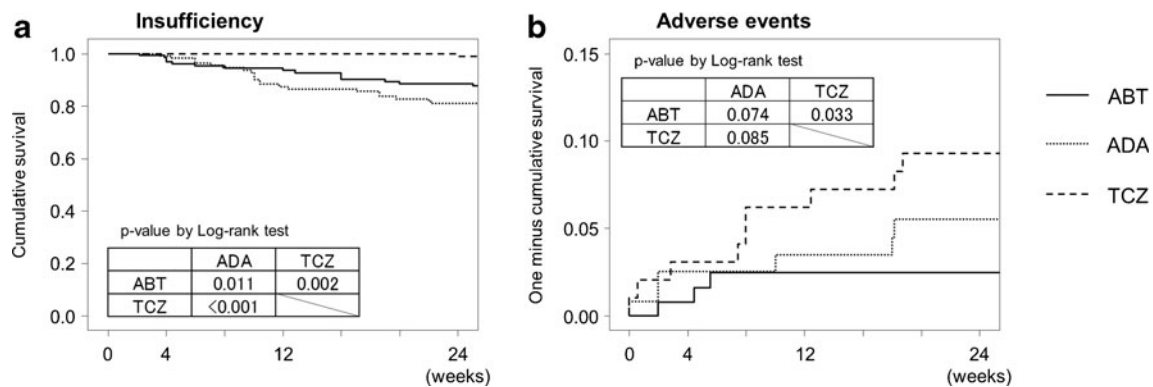 a
Insufficiency
Cumulative suvival
1.0
0.8
0.6
0.4
0.2
0.0
p-value by Log-rank test
ADA TCZ
ABT 0.011 0.002
TCZ <0.001
0 4 12 24
(weeks)
b
Adverse events
One minus cumulative survival
0.15
0.10
0.05
0.00
p-value by Log-rank test
ADA TCZ
ABT 0.074 0.033
TCZ 0.085
0 4 12 24
(weeks)
ABT
ADA
TCZ